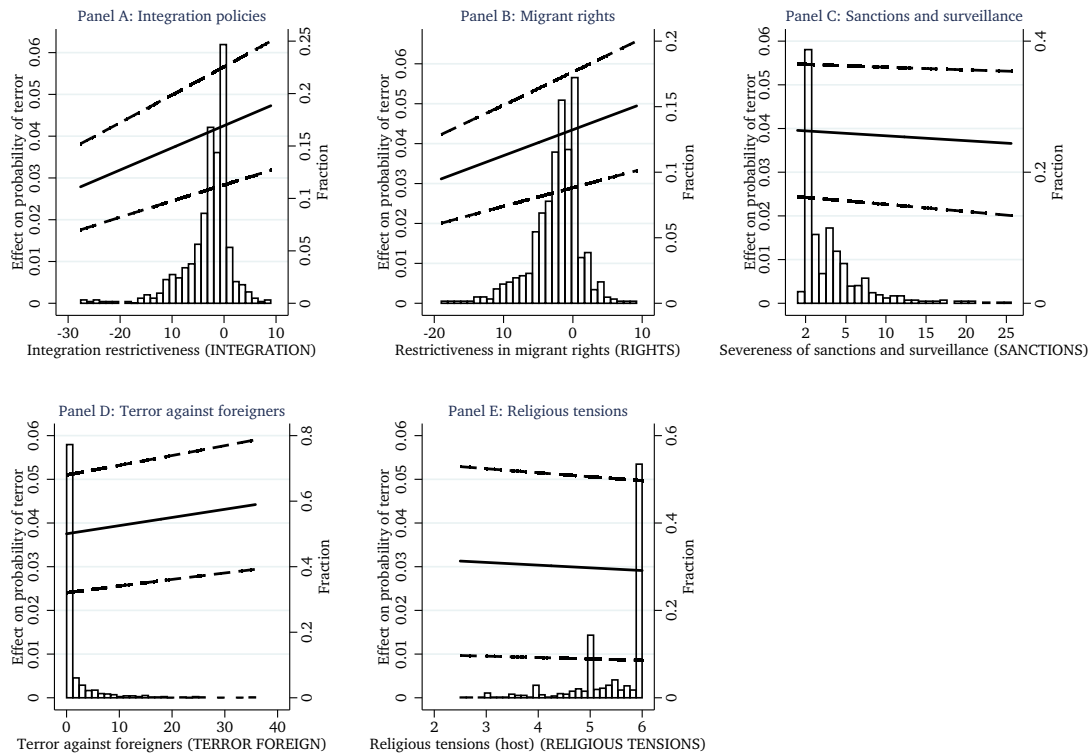 Panel A: Integration policies
Effect on probability of terror
0 0.01 0.02 0.03 0.04 0.05 0.06
0 0.05 0.1 0.15 0.2 0.25
Fraction
-30 -20 -10 0 10
Integration restrictiveness (INTEGRATION)
Panel B: Migrant rights
Effect on probability of terror
0 0.01 0.02 0.03 0.04 0.05 0.06
0 0.05 0.1 0.15 0.2
Fraction
-20 -10 0 10
Restrictiveness in migrant rights (RIGHTS)
Panel C: Sanctions and surveillance
Effect on probability of terror
0 0.01 0.02 0.03 0.04 0.05 0.06
0 0.2 0.4
Fraction
2 5 10 15 20 25
Severeness of sanctions and surveillance (SANCTIONS)
Panel D: Terror against foreigners
Effect on probability of terror
0 0.01 0.02 0.03 0.04 0.05 0.06
0 0.2 0.4 0.6 0.8
Fraction
0 10 20 30 40
Terror against foreigners (TERROR FOREIGN)
Panel E: Religious tensions
Effect on probability of terror
0 0.01 0.02 0.03 0.04 0.05 0.06
0 0.2 0.4 0.6
Fraction
2 3 4 5 6
Religious tensions (host) (RELIGIOUS TENSIONS)